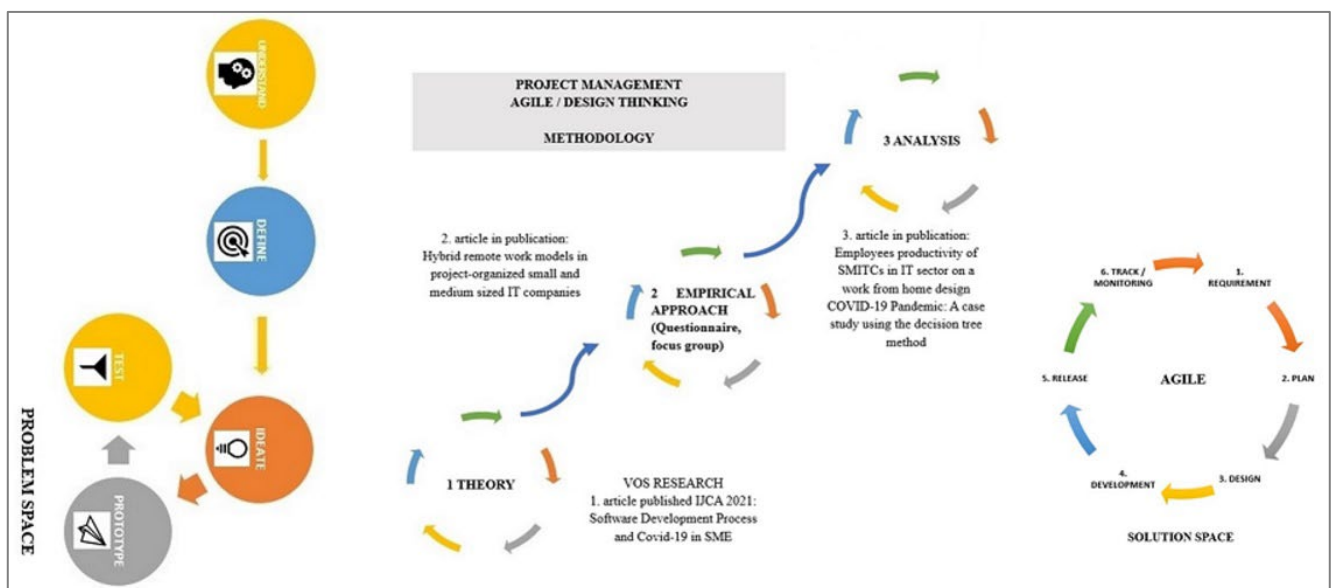 UNDERSTAND
DEFINE
IDEATE
PROTOTYPE
TEST
PROBLEM SPACE
PROJECT MANAGEMENT
AGILE / DESIGN THINKING
METHODOLOGY
1 THEORY
VOS RESEARCH
1. article published IJCA 2021:
Software Development Process
and Covid-19 in SME
2. article in publication:
Hybrid remote work models in
project-organized small and
medium sized IT companies
2 EMPIRICAL
APPROACH
(Questionnaire,
focus group)
3 ANALYSIS
3. article in publication:
Employees productivity of
SMITCs in IT sector on a
work from home design
COVID-19 Pandemic: A case
study using the decision tree
method
AGILE
1.
REQUIREMENT
2. PLAN
3. DESIGN
4.
DEVELOPMENT
5. RELEASE
6. TRACK /
MONITORING
SOLUTION SPACE